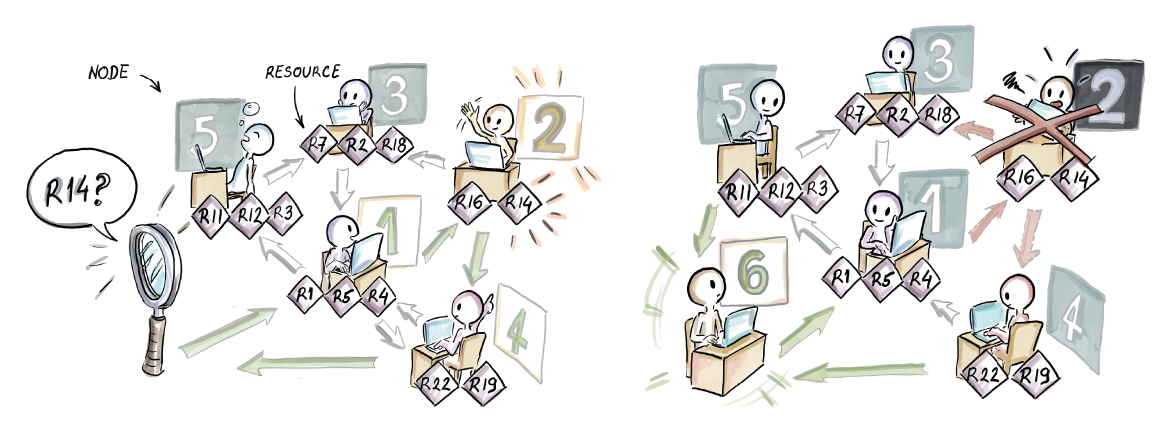 NODE
RESOURCE
R14?
5
R11 R12 R3
3
R7 R2 R18
2
R16 R14
1
R1 R5 R4
4
R22 R19
5
R11 R12 R3
3
R7 R2 R18
2
R16 R14
1
R1 R5 R4
6
4
R22 R19